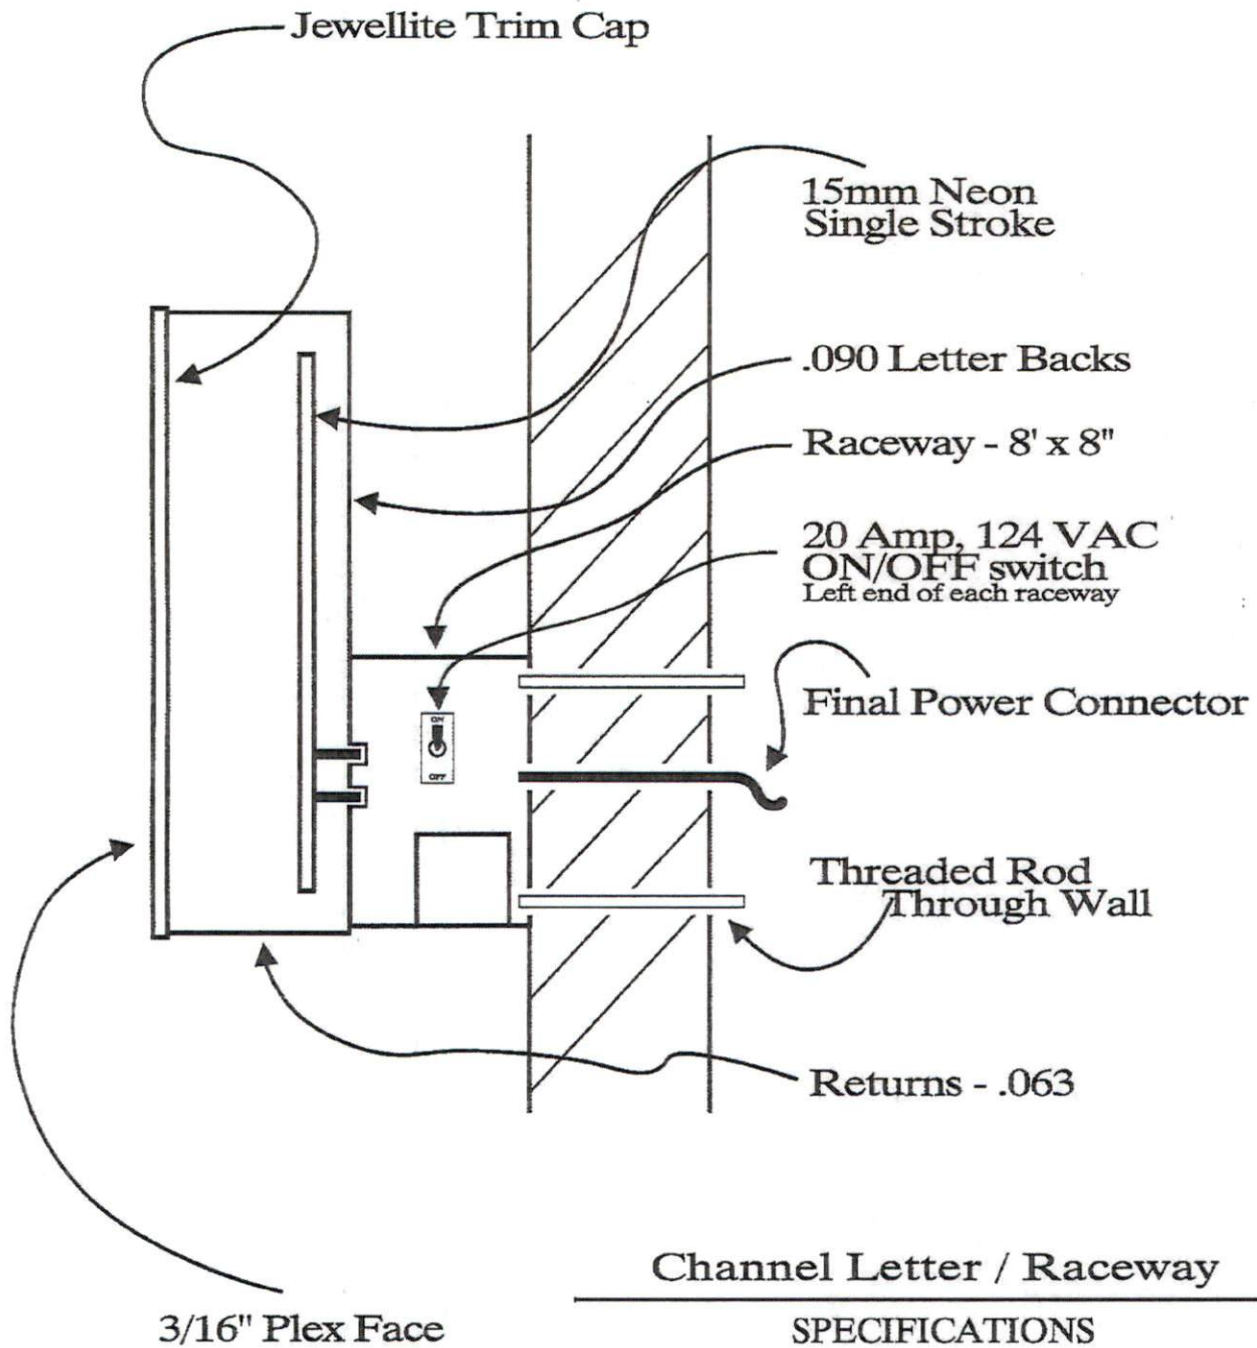 Jewellite Trim Cap
15mm Neon
Single Stroke
.090 Letter Backs
Raceway - 8' x 8"
20 Amp, 124 VAC
ON/OFF switch
Left end of each raceway
ON
OFF
Final Power Connector
Threaded Rod
Through Wall
Returns - .063
3/16" Plex Face
Channel Letter / Raceway
SPECIFICATIONS